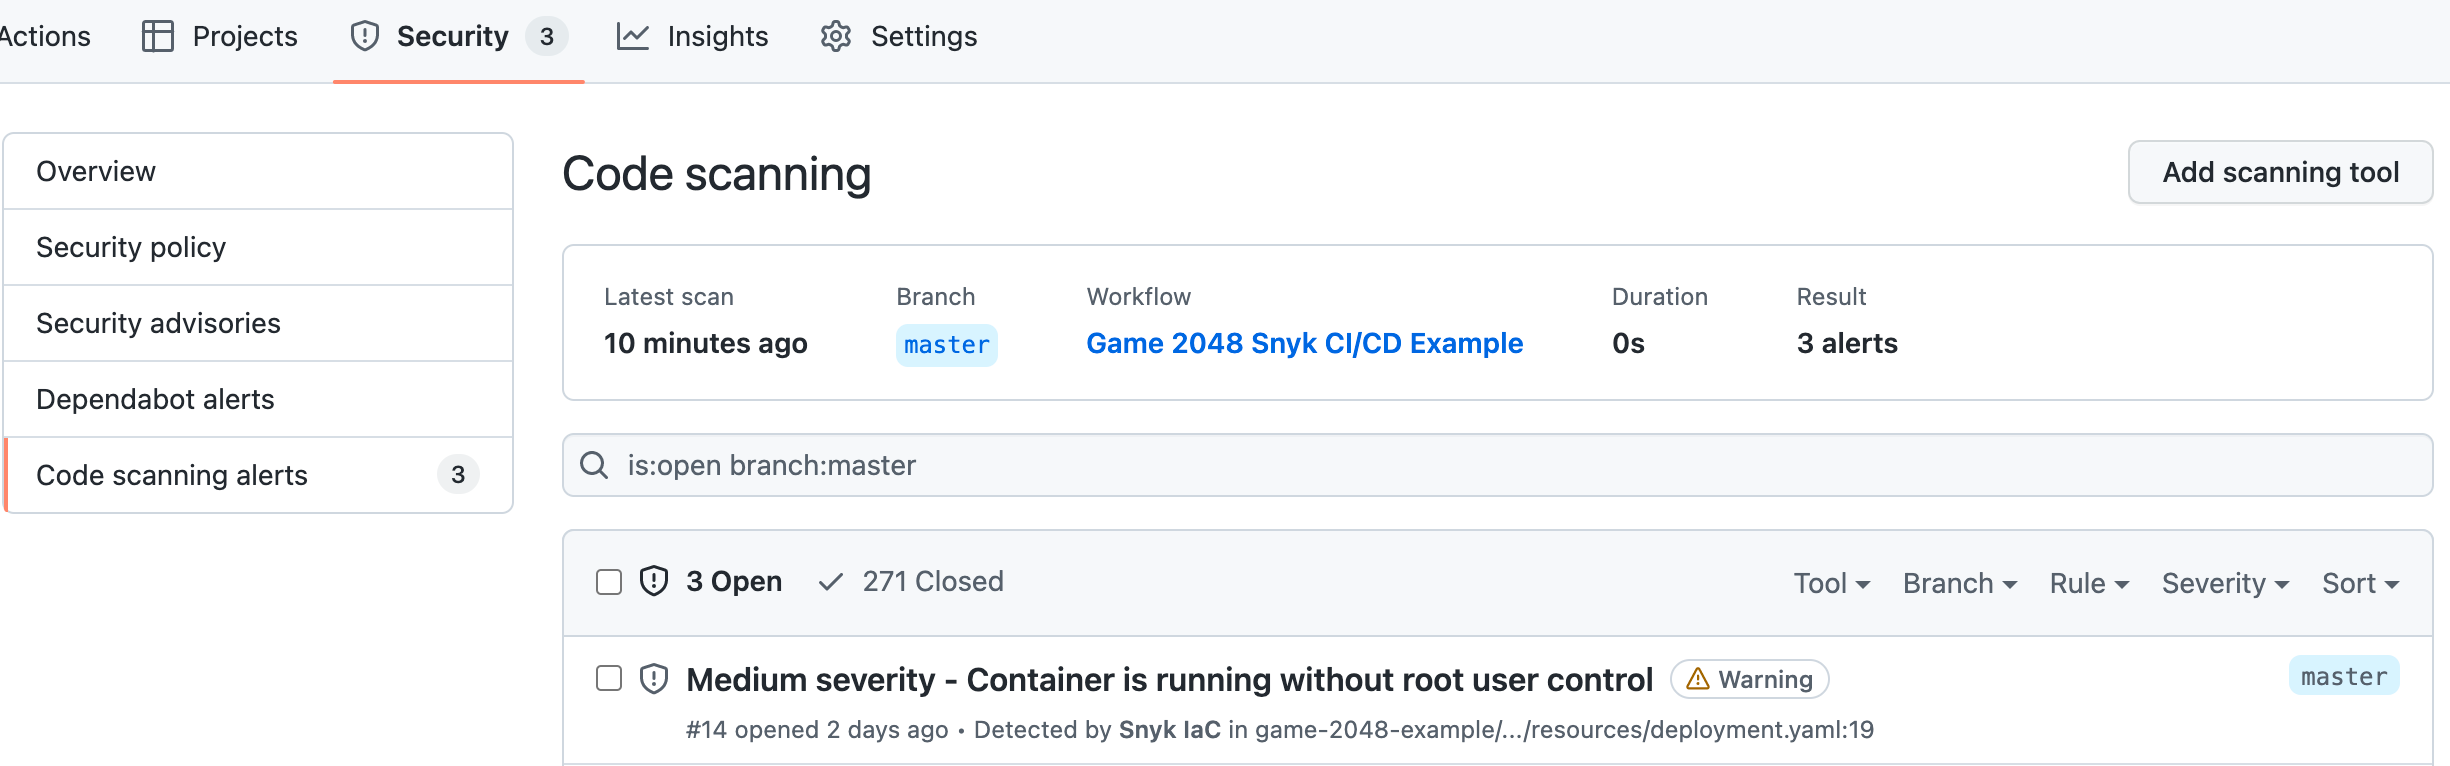 Actions Projects Security 3 Insights Settings
Overview
Security policy
Security advisories
Dependabot alerts
Code scanning alerts 3
Code scanning
Add scanning tool
Latest scan Branch Workflow Duration Result
10 minutes ago master Game 2048 Snyk CI/CD Example 0s 3 alerts
is:open branch:master
3 Open 271 Closed Tool Branch Rule Severity Sort
Medium severity - Container is running without root user control Warning master
#14 opened 2 days ago • Detected by Snyk IaC in game-2048-example/.../resources/deployment.yaml:19